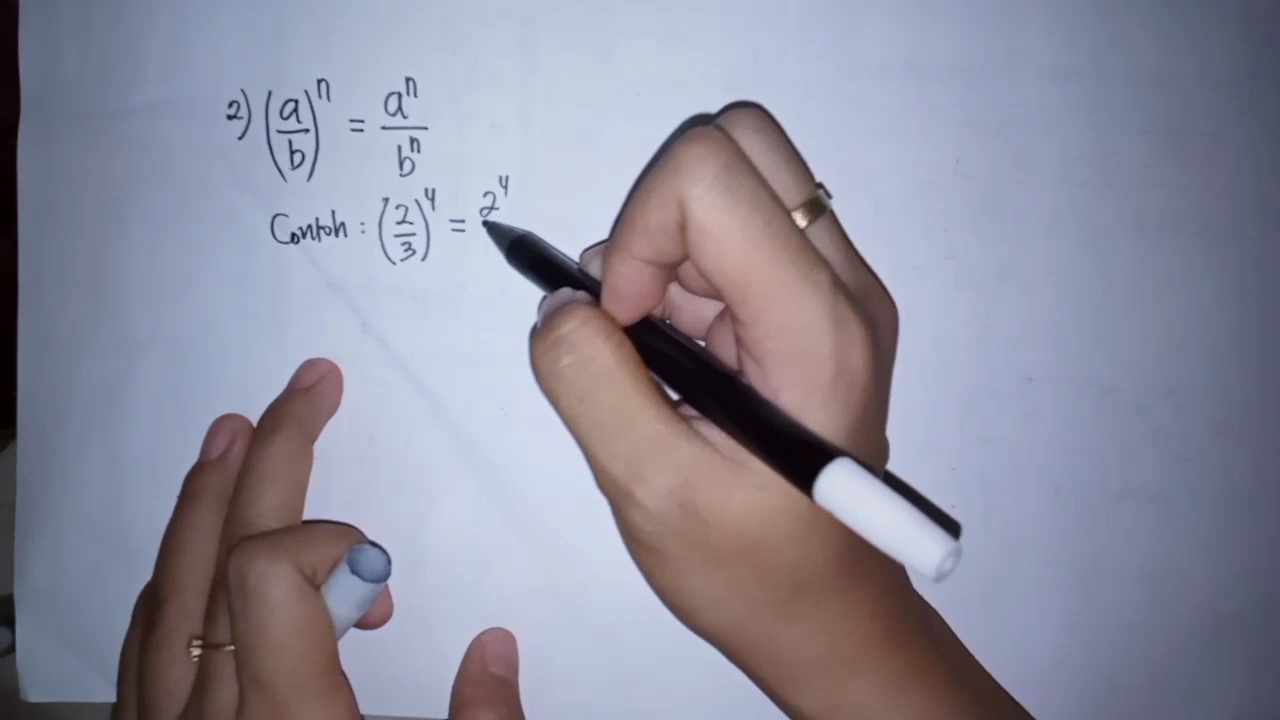 2) (a/b)^n = a^n/b^n
Contoh : (2/3)^4 = 2^4